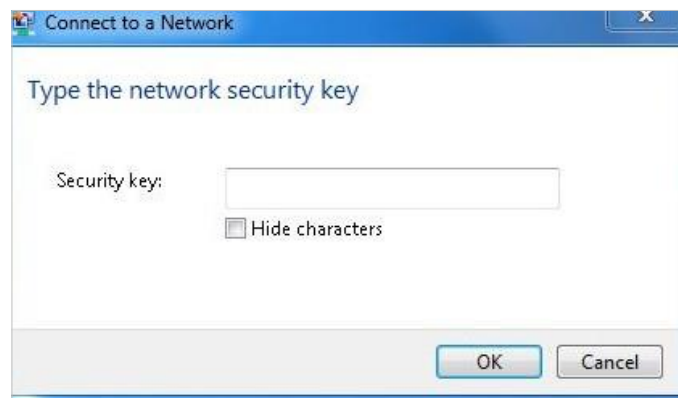 Connect to a Network
x
Type the network security key
Security key:
Hide characters
OK
Cancel